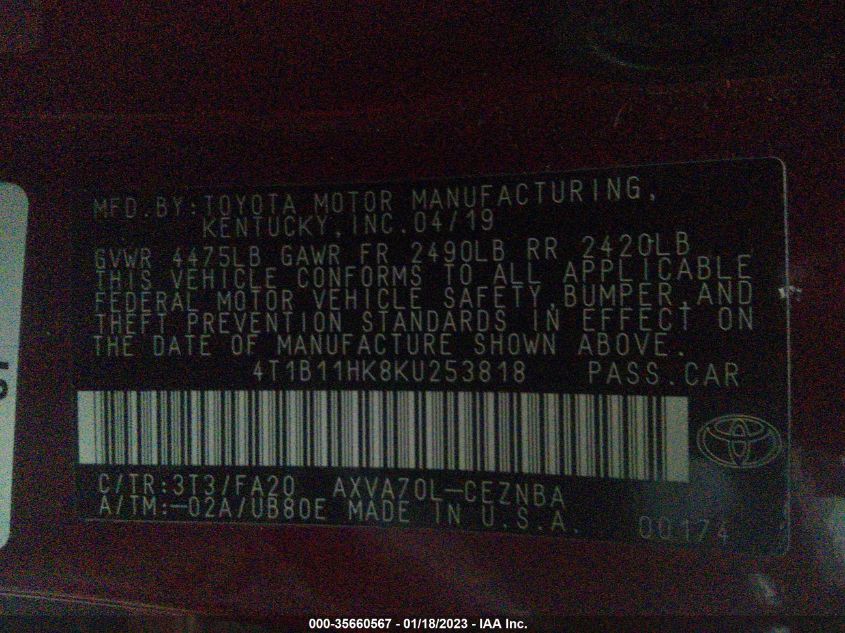 MFD.BY:TOYOTA MOTOR MANUFACTURING,
KENTUCKY,INC.04/19
GVWR 4475LB GAWR FR 2490LB RR 2420LB
THIS VEHICLE CONFORMS TO ALL APPLICABLE
FEDERAL MOTOR VEHICLE SAFETY,BUMPER,AND
THEFT PREVENTION STANDARDS IN EFFECT ON
THE DATE OF MANUFACTURE SHOWN ABOVE.
4T1B11HK8KU253818 PASS.CAR
C/TR:3T3/FA20 AXVA70L-CEZNBA
A/TM:-02A/UB80E MADE IN U.S.A.
00174
000-35660567 - 01/18/2023 - IAA Inc.